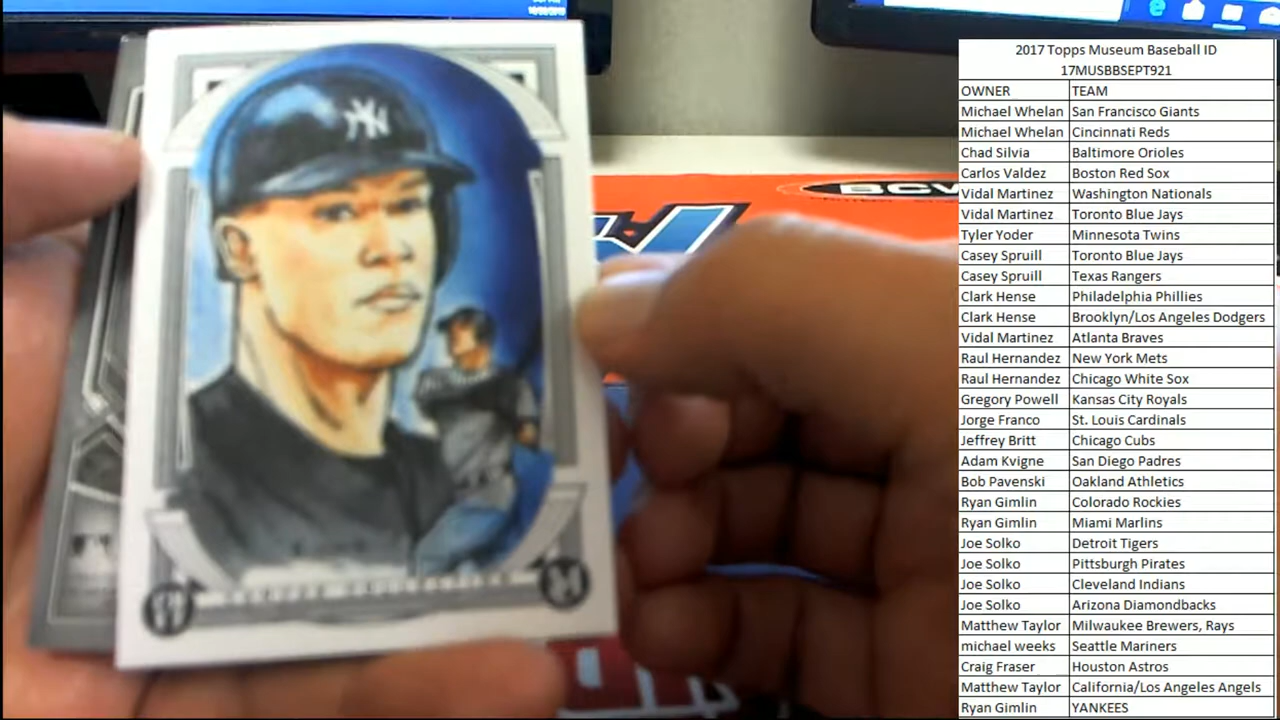 2017 Topps Museum Baseball ID
17MUSBBSEPT921
OWNER TEAM
Michael Whelan San Francisco Giants
Michael Whelan Cincinnati Reds
Chad Silvia Baltimore Orioles
Carlos Valdez Boston Red Sox
Vidal Martinez Washington Nationals
Vidal Martinez Toronto Blue Jays
Tyler Yoder Minnesota Twins
Casey Spruill Toronto Blue Jays
Casey Spruill Texas Rangers
Clark Hense Philadelphia Phillies
Clark Hense Brooklyn/Los Angeles Dodgers
Vidal Martinez Atlanta Braves
Raul Hernandez New York Mets
Raul Hernandez Chicago White Sox
Gregory Powell Kansas City Royals
Jorge Franco St. Louis Cardinals
Jeffrey Britt Chicago Cubs
Adam Kvigne San Diego Padres
Bob Pavenski Oakland Athletics
Ryan Gimlin Colorado Rockies
Ryan Gimlin Miami Marlins
Joe Solko Detroit Tigers
Joe Solko Pittsburgh Pirates
Joe Solko Cleveland Indians
Joe Solko Arizona Diamondbacks
Matthew Taylor Milwaukee Brewers, Rays
michael weeks Seattle Mariners
Craig Fraser Houston Astros
Matthew Taylor California/Los Angeles Angels
Ryan Gimlin YANKEES
NY
BCW